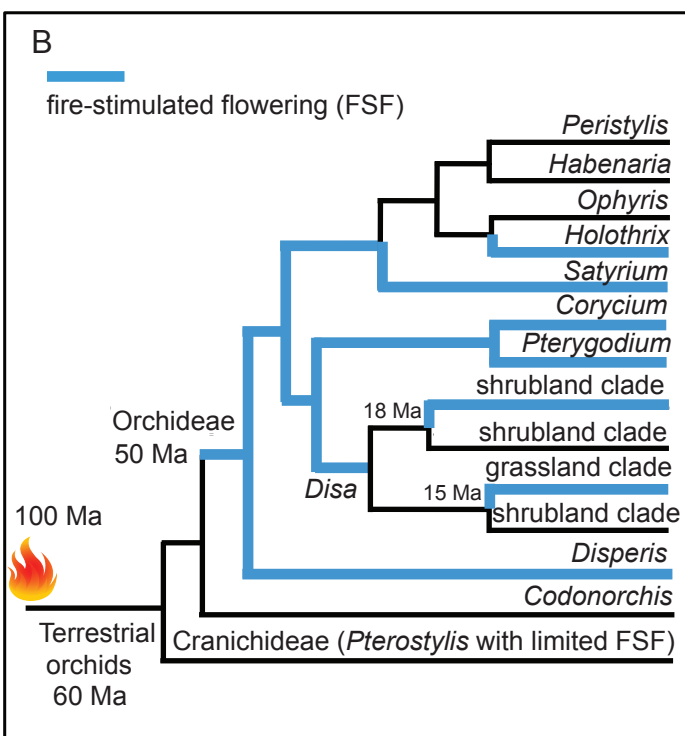 B
fire-stimulated flowering (FSF)
Peristylis
Habenaria
Ophyris
Holothrix
Satyrium
Corycium
Pterygodium
shrubland clade
18 Ma
shrubland clade
Orchideae
50 Ma
grassland clade
Disa
15 Ma
shrubland clade
100 Ma
Disperis
Codonorchis
Terrestrial
orchids
60 Ma
Cranichideae (Pterostylis with limited FSF)